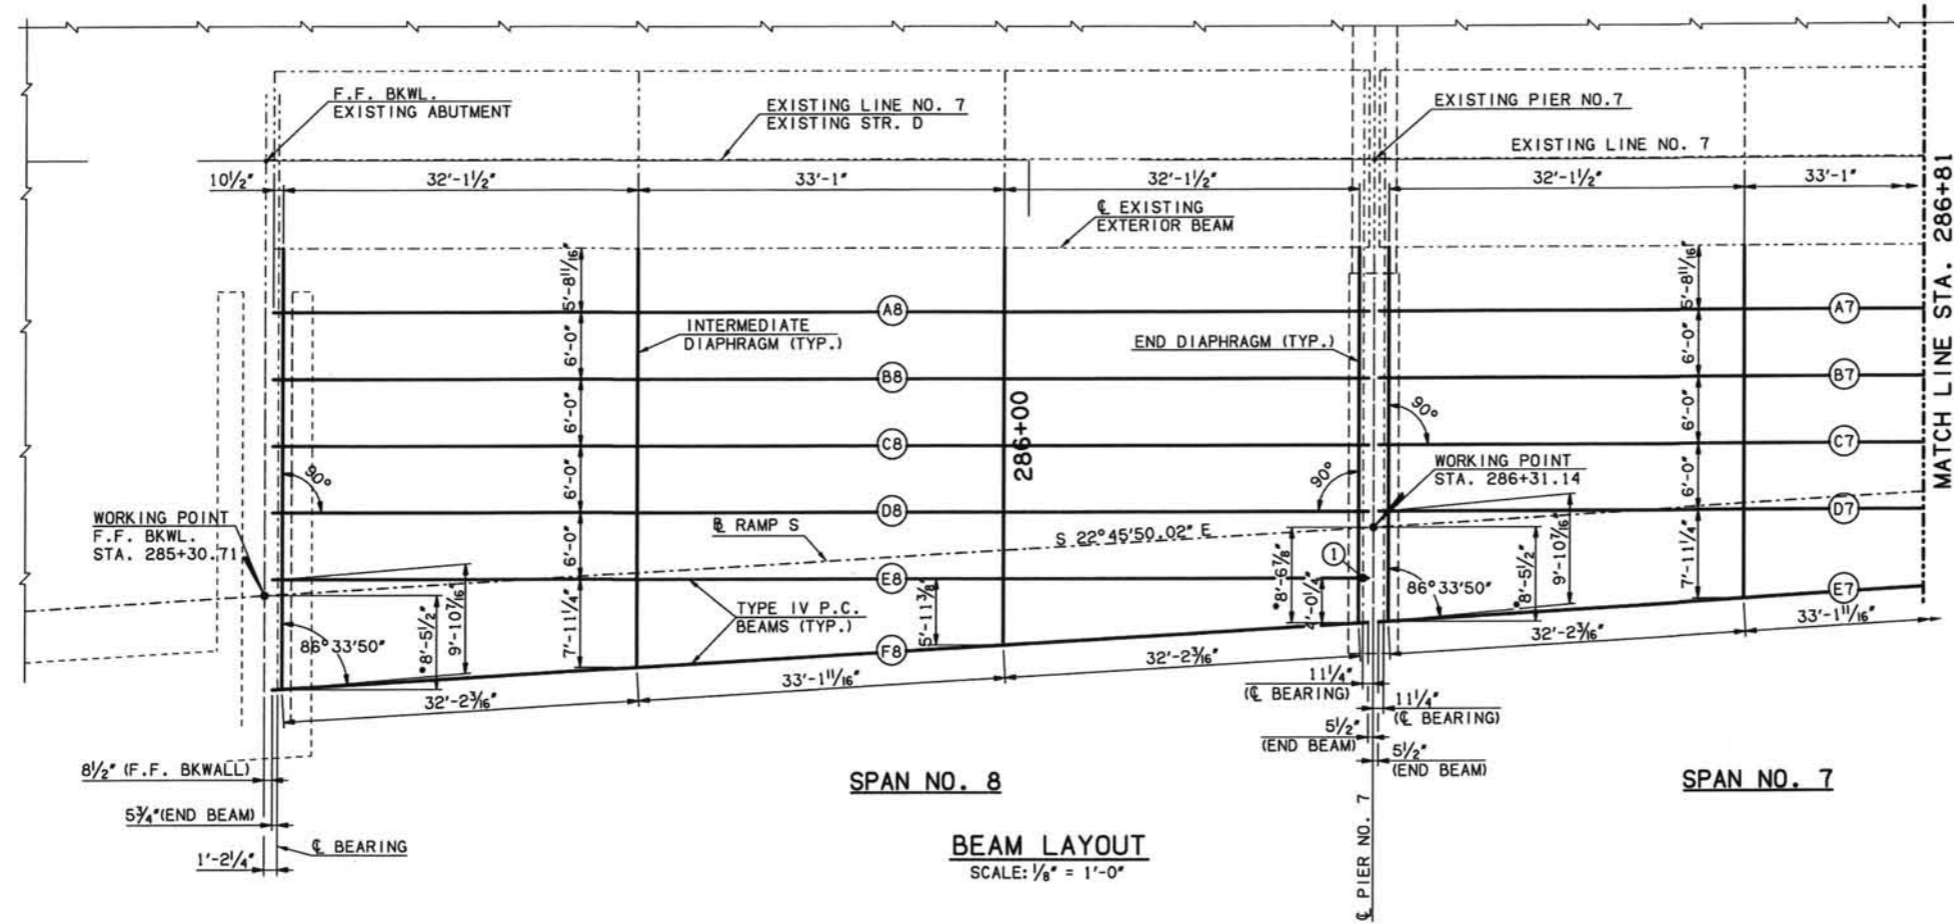 F.F. BKWL.
EXISTING ABUTMENT
EXISTING LINE NO. 7
EXISTING STR. D
EXISTING PIER NO.7
EXISTING LINE NO. 7
10½"
32'-1½"
33'-1"
32'-1½"
32'-1½"
33'-1"
℄ EXISTING
EXTERIOR BEAM
MATCH LINE STA. 286+81
5'-8¹¹⁄₁₆"
5'-8¹¹⁄₁₆"
A8
A7
INTERMEDIATE
DIAPHRAGM (TYP.)
END DIAPHRAGM (TYP.)
6'-0"
6'-0"
B8
B7
286+00
6'-0"
90°
6'-0"
C8
C7
90°
90°
WORKING POINT
STA. 286+31.14
6'-0"
6'-0"
D8
D7
WORKING POINT
F.F. BKWL.
STA. 285+30.71
℄ RAMP S
S 22°45'50.02" E
6'-0"
7'-11¼"
1
*8'-6⅞"
4'-0¼"
86°33'50"
*8'-5½"
9'-10⁷⁄₁₆"
E8
E7
TYPE IV P.C.
BEAMS (TYP.)
5'-11⅜"
86°33'50"
*8'-5½"
9'-10⁷⁄₁₆"
7'-11¼"
F8
32'-2³⁄₁₆"
33'-1¹¹⁄₁₆"
32'-2³⁄₁₆"
32'-2³⁄₁₆"
33'-1¹¹⁄₁₆"
11¼"
(℄ BEARING)
11¼"
(℄ BEARING)
5½"
(END BEAM)
5½"
(END BEAM)
8½" (F.F. BKWALL)
5¾"(END BEAM)
℄ BEARING
1'-2¼"
SPAN NO. 8
SPAN NO. 7
℄ PIER NO. 7
BEAM LAYOUT
SCALE: ⅛" = 1'-0"